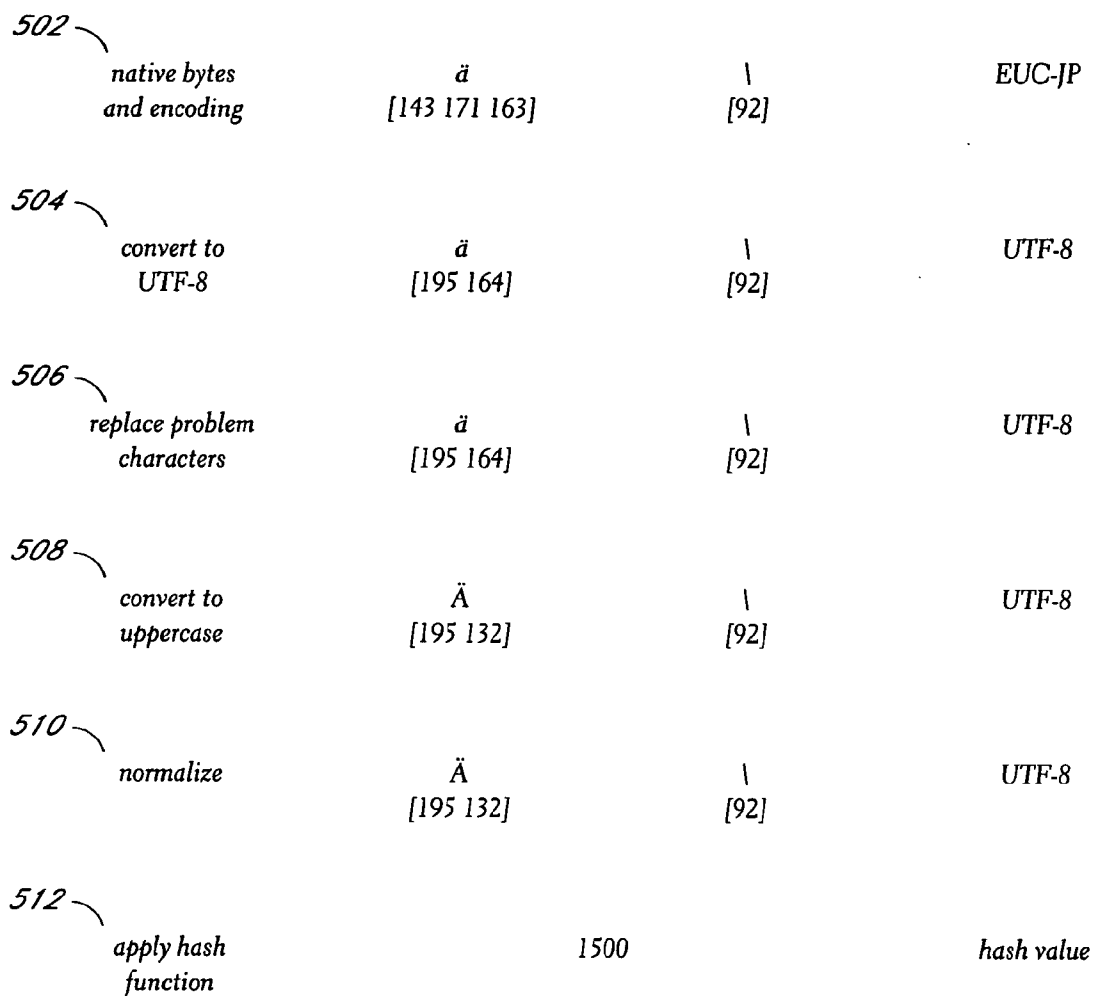 502
native bytes ä \ EUC-JP
and encoding [143 171 163] [92]
504
convert to ä \ UTF-8
UTF-8 [195 164] [92]
506
replace problem ä \ UTF-8
characters [195 164] [92]
508
convert to Ä \ UTF-8
uppercase [195 132] [92]
510
normalize Ä \ UTF-8
[195 132] [92]
512
apply hash 1500 hash value
function